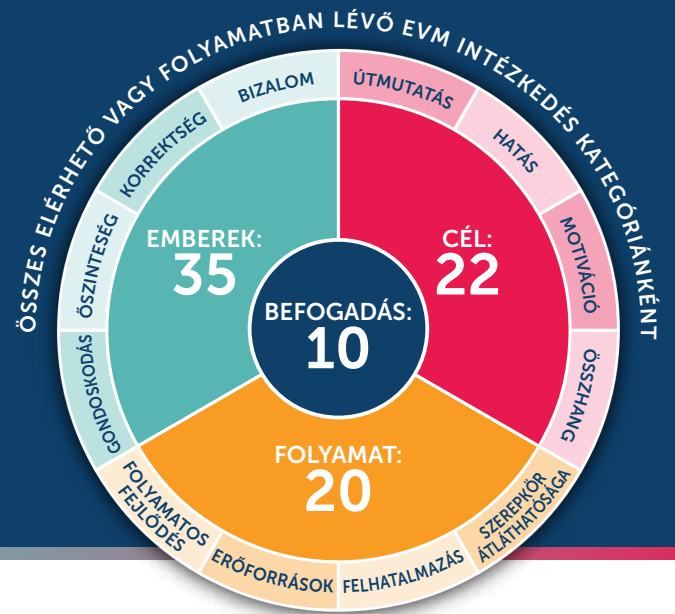 ÖSSZES ELÉRHETŐ VAGY FOLYAMATBAN LÉVŐ EVM INTÉZKEDÉS KATEGÓRIÁNKÉNT
BIZALOM
ÚTMUTATÁS
HATÁS
MOTIVÁCIÓ
ÖSSZHANG
SZEREPKÖR
ÁTLÁTHATÓSÁGA
FELHATALMAZÁS
ERŐFORRÁSOK
FOLYAMATOS
FEJLŐDÉS
GONDOSKODÁS
ŐSZINTESÉG
KORREKTSÉG
EMBEREK:
35
CÉL:
22
BEFOGADÁS:
10
FOLYAMAT:
20